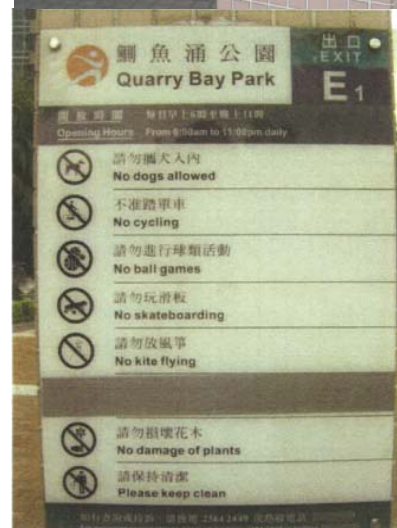 鰂魚涌公園
Quarry Bay Park
出口
EXIT
E1
開放時間 每日早上6時至晚上11時
Opening Hours From 6:00am to 11:00pm daily
請勿攜犬入內
No dogs allowed
不准踏單車
No cycling
請勿進行球類活動
No ball games
請勿玩滑板
No skateboarding
請勿放風箏
No kite flying
請勿損壞花木
No damage of plants
請保持清潔
Please keep clean
2564 2449